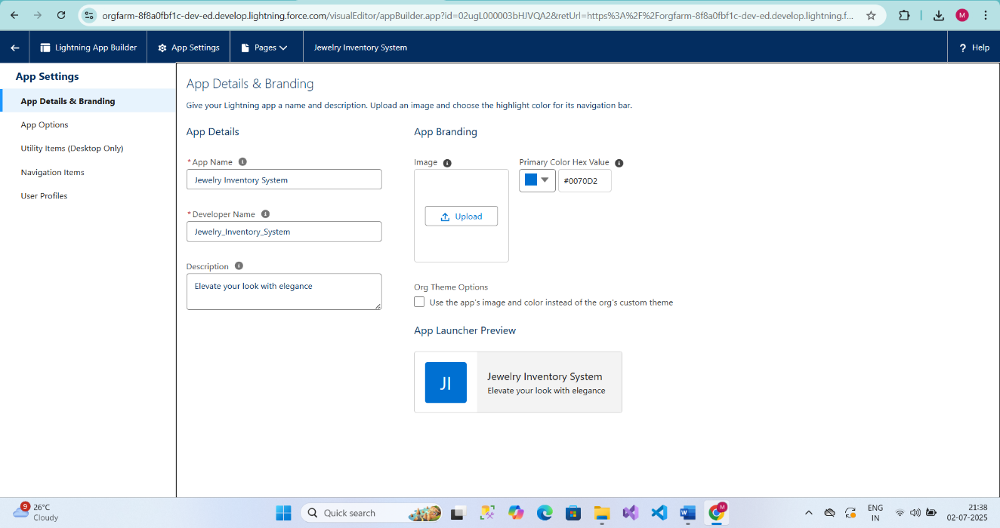 orgfarm-8f8a0fbf1c-dev-ed.develop.lightning.force.com/visualEditor/appBuilder.app?id=02ugL000003bHJVQA2&retUrl=https%3A%2F%2Forgfarm-8f8a0fbf1c-dev-ed.develop.lightning.f...
M
Lightning App Builder
App Settings
Pages
Jewelry Inventory System
? Help
App Settings
App Details & Branding
App Options
Utility Items (Desktop Only)
Navigation Items
User Profiles
App Details & Branding
Give your Lightning app a name and description. Upload an image and choose the highlight color for its navigation bar.
App Details
*App Name
Jewelry Inventory System
*Developer Name
Jewelry_Inventory_System
Description
Elevate your look with elegance
App Branding
Image
Upload
Primary Color Hex Value
#0070D2
Org Theme Options
Use the app's image and color instead of the org's custom theme
App Launcher Preview
JI
Jewelry Inventory System
Elevate your look with elegance
9
26°C
Cloudy
Quick search
W
M
ENG
IN
21:38
02-07-2025